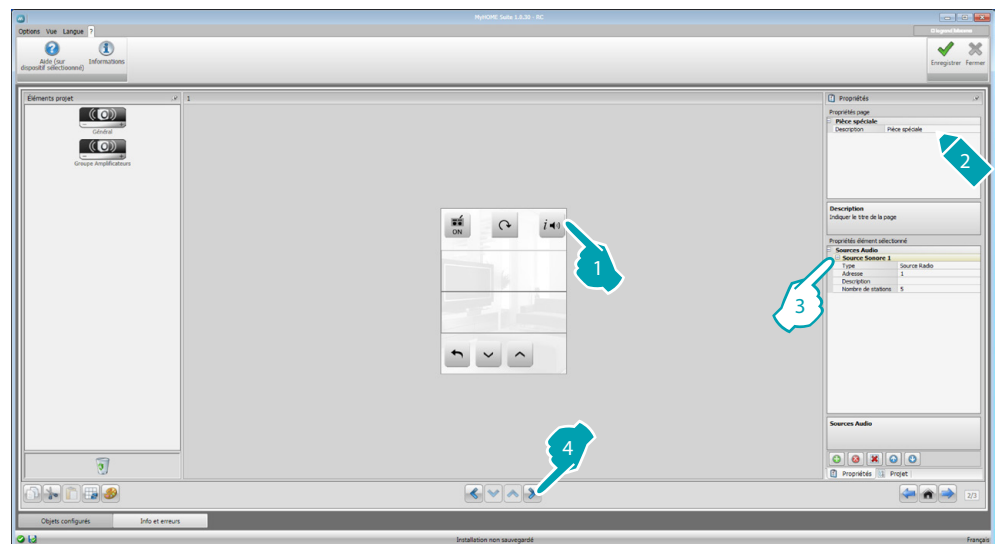 MyHOME Suite 1.0.30 - RC
Options Vue Langue ?
Aide (sur
dispositif sélectionné)
Informations
Enregistrer Fermer
Eléments projet
Général
Groupe Amplificateurs
1
ON
i
1
4
Propriétés
Propriétés page
Pièce spéciale
Description Pièce spéciale
2
Description
Indiquer le titre de la page
Propriétés élément sélectionné
Sources Audio
Source Sonore 1
Type Source Radio
Adresse 1
Description
Nombre de stations 5
3
Sources Audio
Propriétés Projet
2/3
Objets configurés Info et erreurs
Installation non sauvegardé
Français